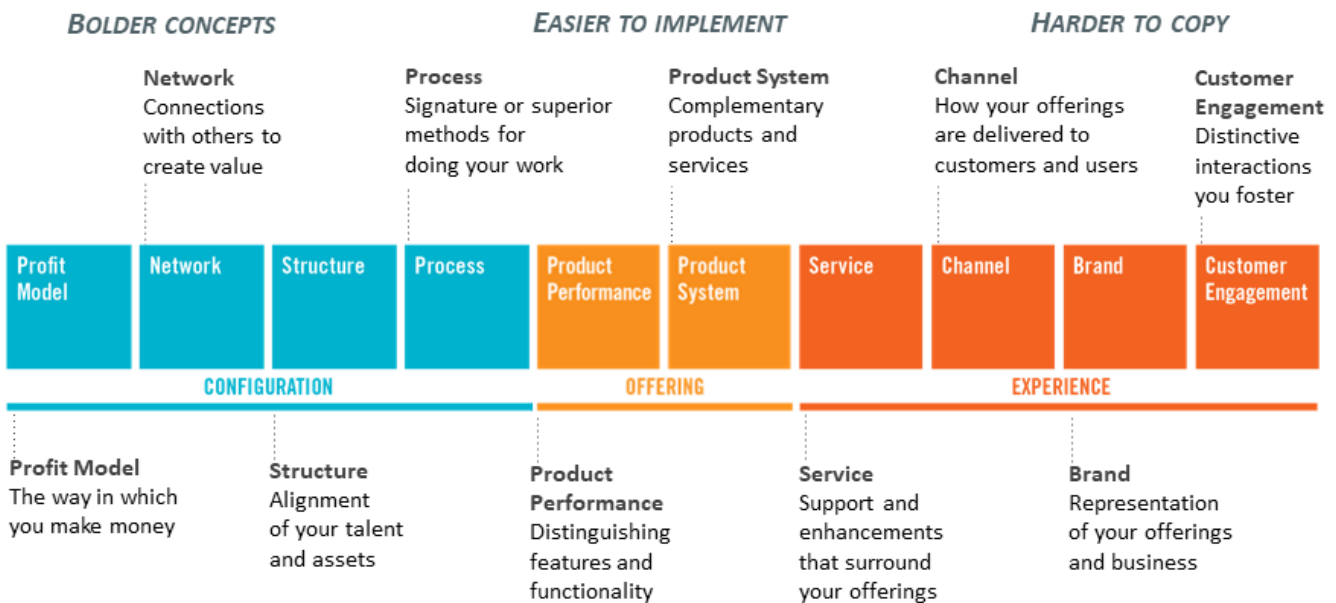 BOLDER CONCEPTS
EASIER TO IMPLEMENT
HARDER TO COPY
Network
Connections
with others to
create value
Process
Signature or superior
methods for
doing your work
Product System
Complementary
products and
services
Channel
How your offerings
are delivered to
customers and users
Customer
Engagement
Distinctive
interactions
you foster
Profit
Model
Network
Structure
Process
Product
Performance
Product
System
Service
Channel
Brand
Customer
Engagement
CONFIGURATION
OFFERING
EXPERIENCE
Profit Model
The way in which
you make money
Structure
Alignment
of your talent
and assets
Product
Performance
Distinguishing
features and
functionality
Service
Support and
enhancements
that surround
your offerings
Brand
Representation
of your offerings
and business